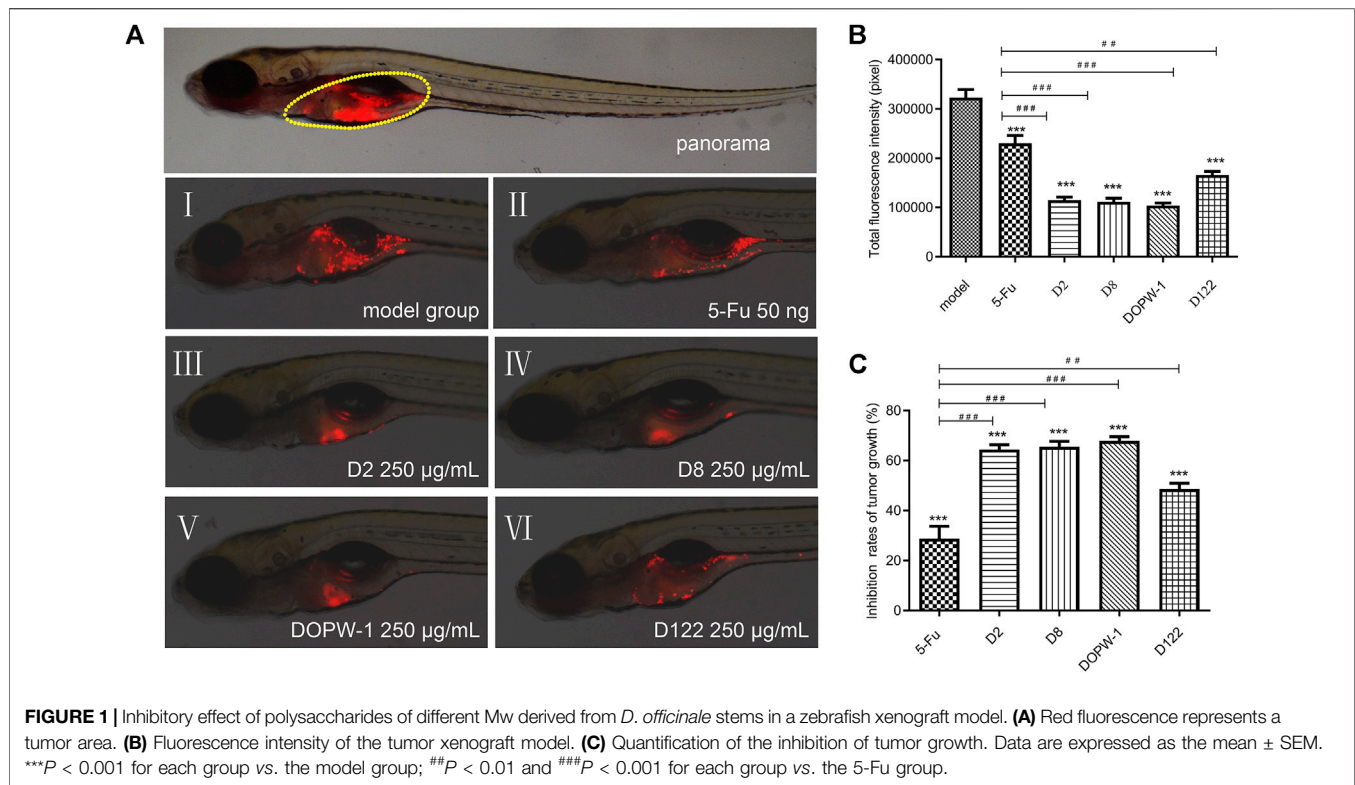 A
panorama
I
model group
II
5-Fu 50 ng
III
D2 250 µg/mL
IV
D8 250 µg/mL
V
DOPW-1 250 µg/mL
VI
D122 250 µg/mL
B
Total fluorescence intensity (pixel)
400000
300000
200000
100000
0
# #
# # #
# # #
# # #
***
***
***
***
***
model
5-Fu
D2
D8
DOPW-1
D122
C
Inhibition rates of tumor growth (%)
80
60
40
20
0
# #
# # #
# # #
# # #
***
***
***
***
***
5-Fu
D2
D8
DOPW-1
D122
FIGURE 1 | Inhibitory effect of polysaccharides of different Mw derived from D. officinale stems in a zebrafish xenograft model. (A) Red fluorescence represents a
tumor area. (B) Fluorescence intensity of the tumor xenograft model. (C) Quantification of the inhibition of tumor growth. Data are expressed as the mean ± SEM.
***P < 0.001 for each group vs. the model group; ##P < 0.01 and ###P < 0.001 for each group vs. the 5-Fu group.